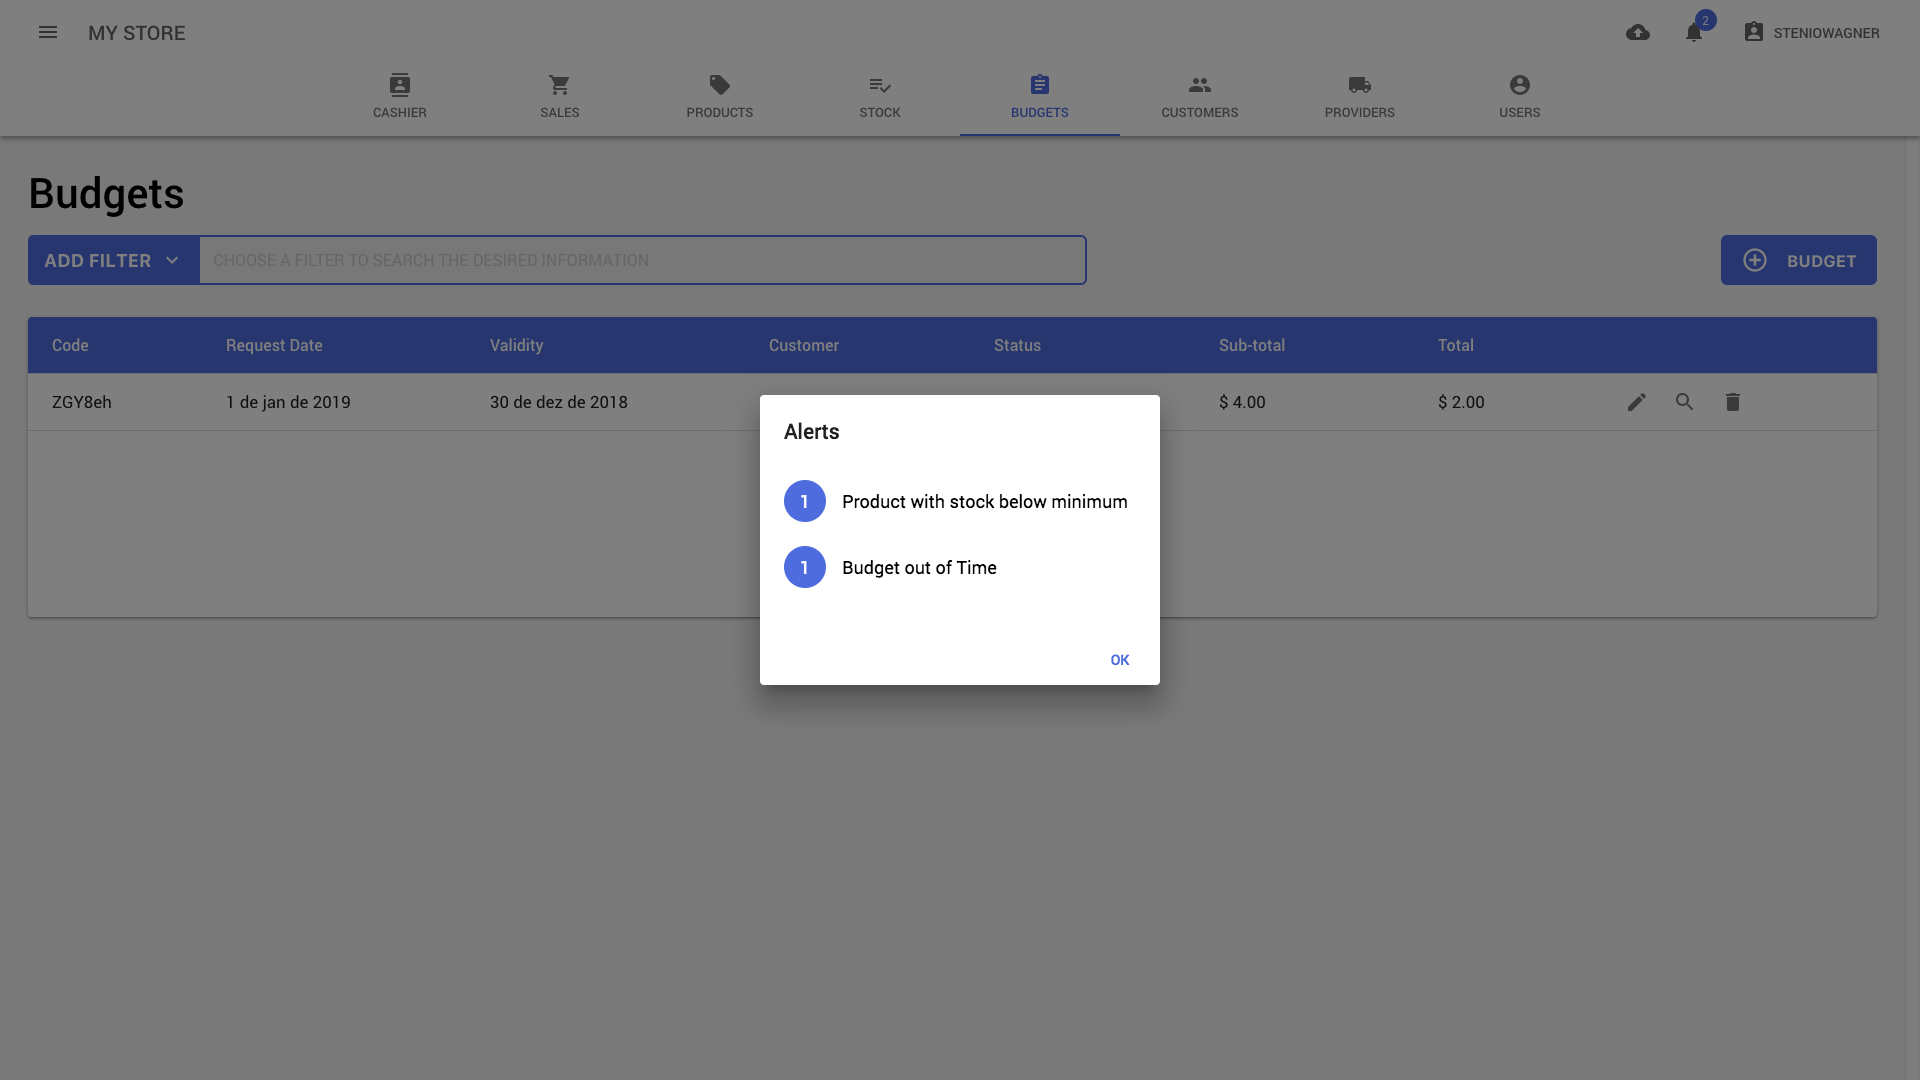 MY STORE
2
STENIOWAGNER
CASHIER
SALES
PRODUCTS
STOCK
BUDGETS
CUSTOMERS
PROVIDERS
USERS
Budgets
ADD FILTER
CHOOSE A FILTER TO SEARCH THE DESIRED INFORMATION
BUDGET
Code Request Date Validity Customer Status Sub-total Total
ZGY8eh 1 de jan de 2019 30 de dez de 2018 $ 4.00 $ 2.00
Alerts
1 Product with stock below minimum
1 Budget out of Time
OK